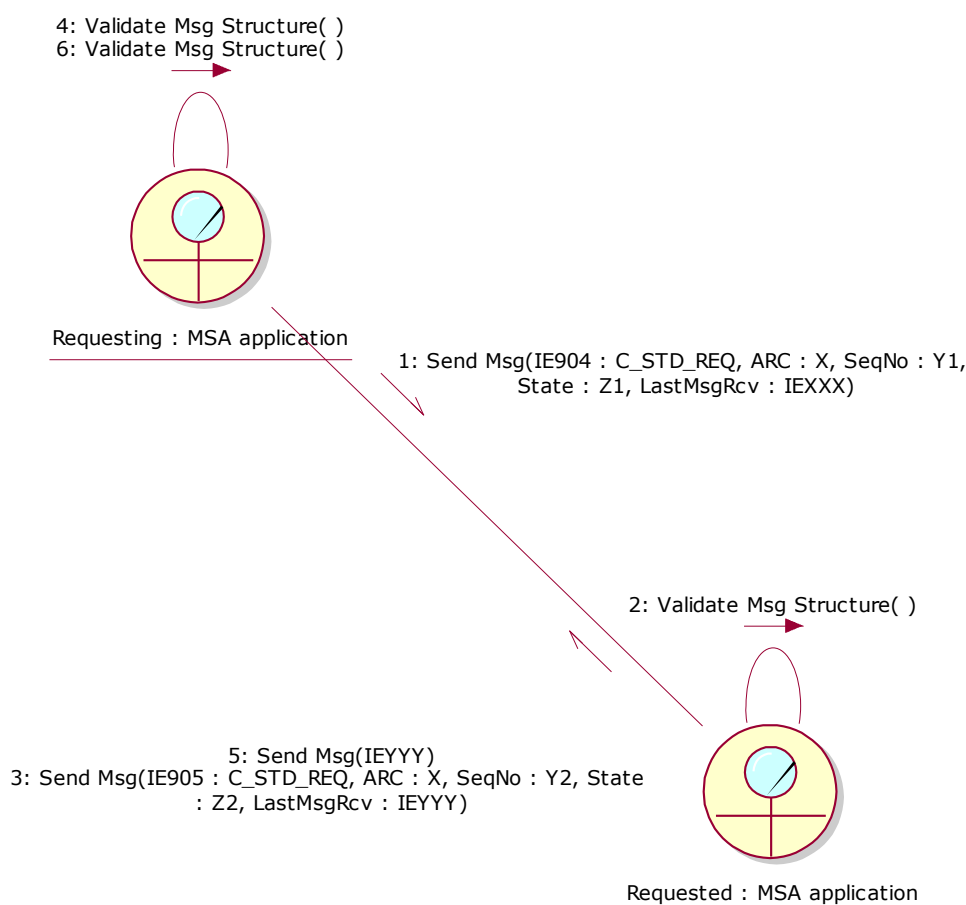 4: Validate Msg Structure( )
6: Validate Msg Structure( )
Requesting : MSA application
1: Send Msg(IE904 : C_STD_REQ, ARC : X, SeqNo : Y1,
State : Z1, LastMsgRcv : IEXXX)
2: Validate Msg Structure( )
5: Send Msg(IEYYY)
3: Send Msg(IE905 : C_STD_REQ, ARC : X, SeqNo : Y2, State
: Z2, LastMsgRcv : IEYYY)
Requested : MSA application